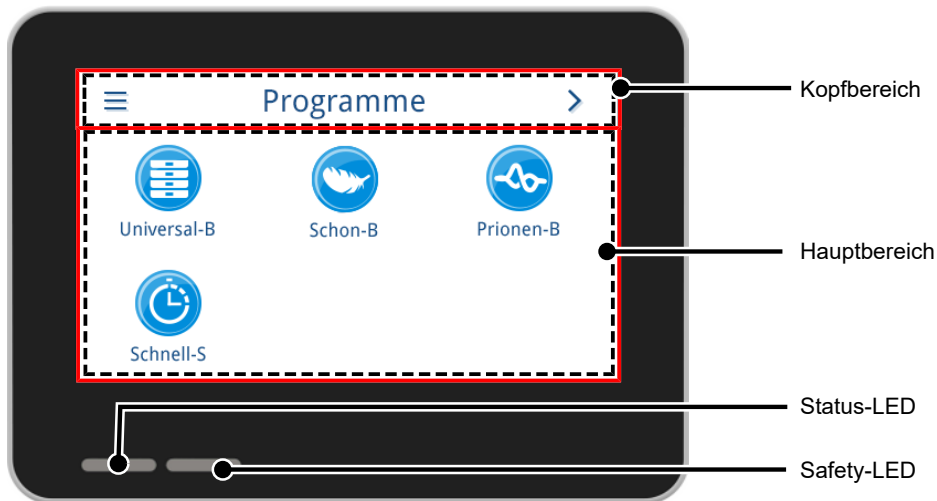 Programme
Kopfbereich
Universal-B
Schon-B
Prionen-B
Hauptbereich
Schnell-S
Status-LED
Safety-LED